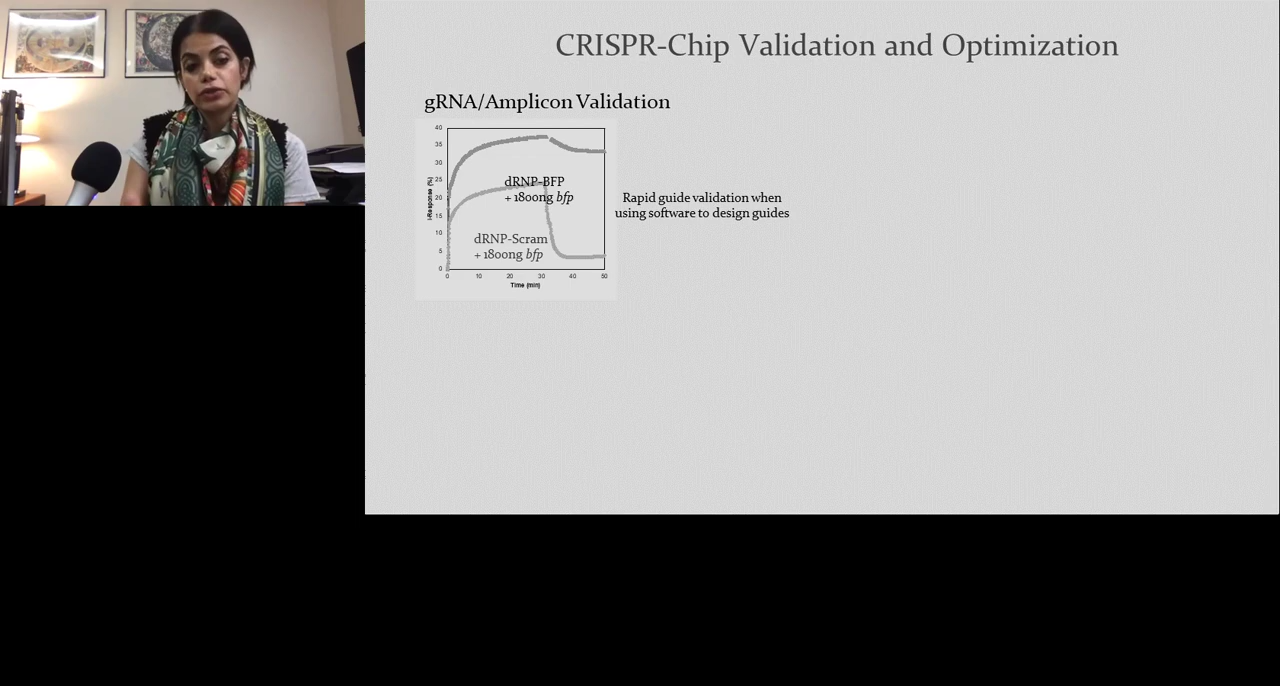 CRISPR-Chip Validation and Optimization
gRNA/Amplicon Validation
40
35
30
25
20
15
10
5
0
I-Response (%)
dRNP-BFP
+ 1800ng bfp
dRNP-Scram
+ 1800ng bfp
0 10 20 30 40 50
Time (min)
Rapid guide validation when
using software to design guides